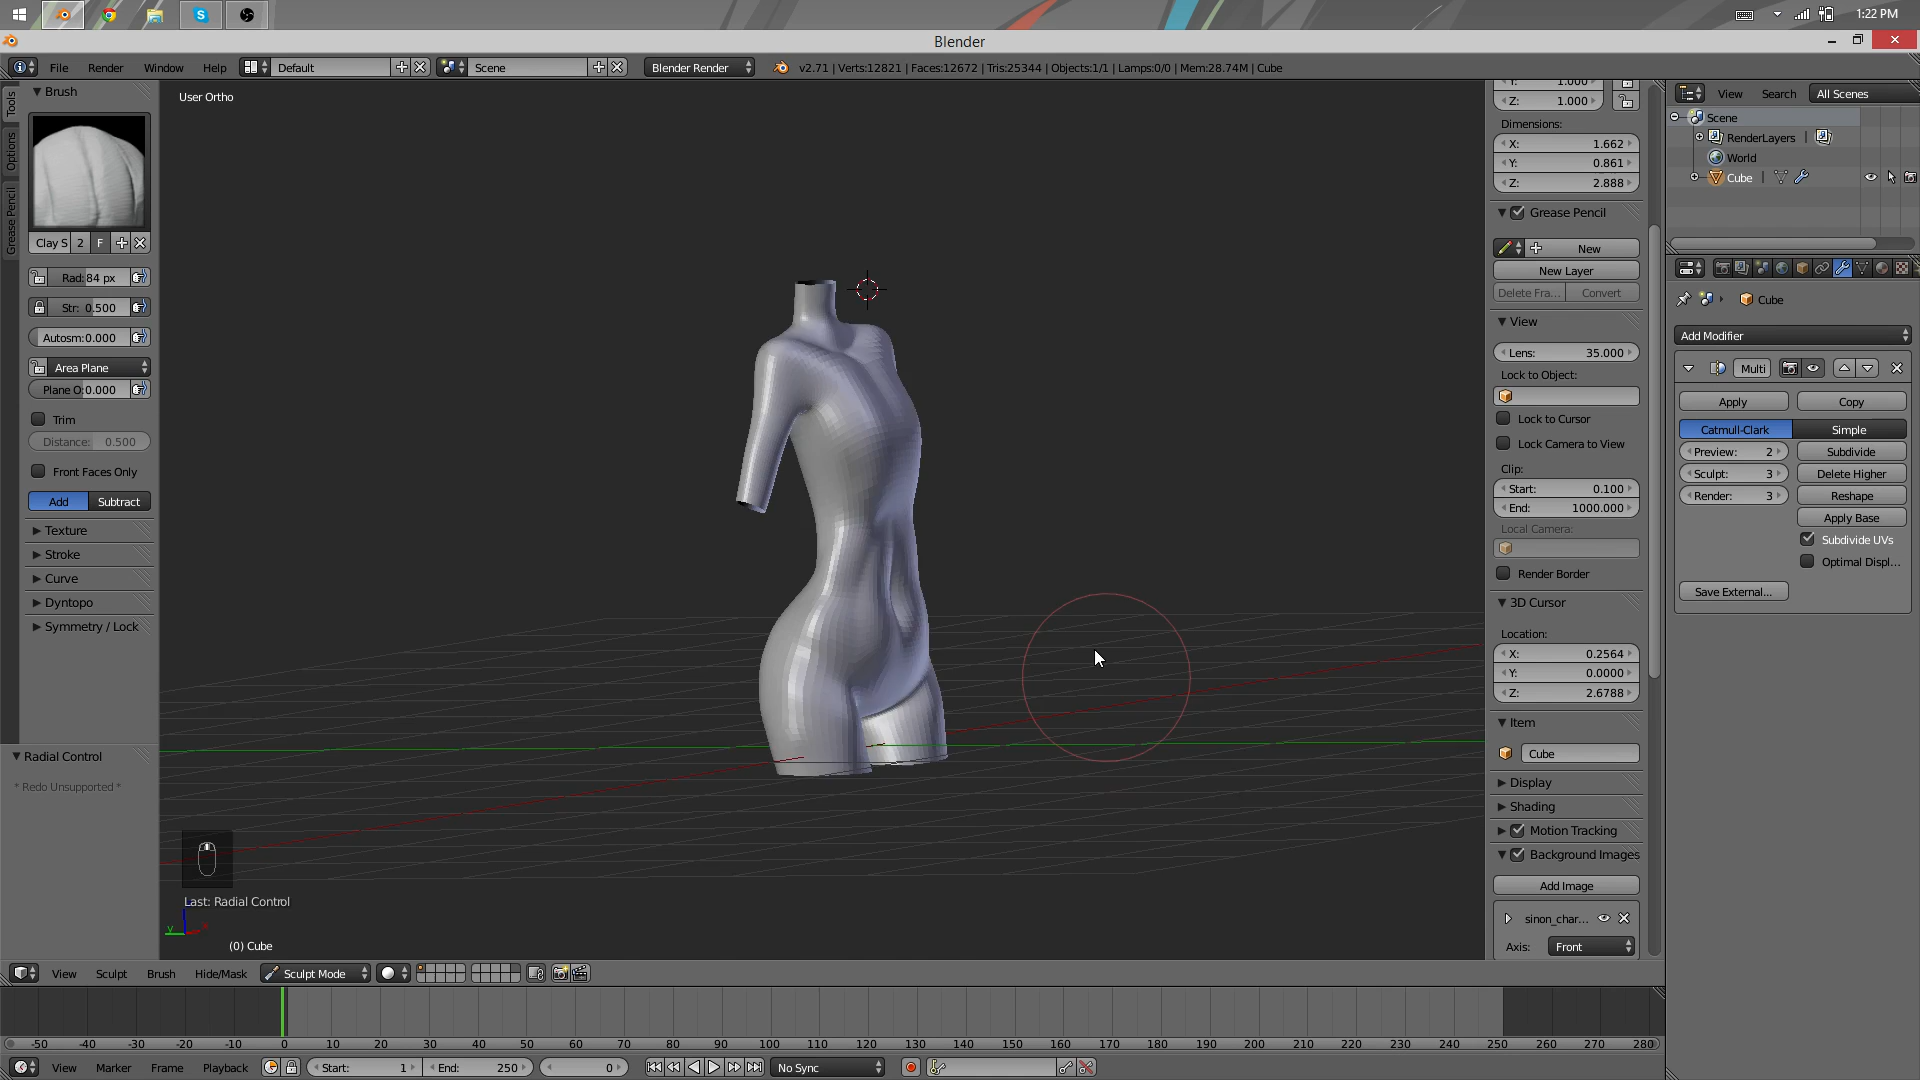 1:22 PM
Blender
File Render Window Help Default Scene Blender Render v2.71 | Verts:12821 | Faces:12672 | Tris:25344 | Objects:1/1 | Lamps:0/0 | Mem:28.74M | Cube
Tools
Options
Grease Pencil
Brush
Clay S 2 F
Rad: 84 px
Str: 0.500
Autosm: 0.000
Area Plane
Plane O: 0.000
Trim
Distance: 0.500
Front Faces Only
Add Subtract
Texture
Stroke
Curve
Dyntopo
Symmetry / Lock
Radial Control
* Redo Unsupported *
User Ortho
Last: Radial Control
y x
(0) Cube
1.000
Z: 1.000
Dimensions:
X: 1.662
Y: 0.861
Z: 2.888
Grease Pencil
New
New Layer
Delete Fra... Convert
View
Lens: 35.000
Lock to Object:
Lock to Cursor
Lock Camera to View
Clip:
Start: 0.100
End: 1000.000
Local Camera:
Render Border
3D Cursor
Location:
X: 0.2564
Y: 0.0000
Z: 2.6788
Item
Cube
Display
Shading
Motion Tracking
Background Images
Add Image
sinon_char...
Axis: Front
View Search All Scenes
Scene
RenderLayers |
World
Cube |
Cube
Add Modifier
Multi
Apply Copy
Catmull-Clark Simple
Preview: 2 Subdivide
Sculpt: 3 Delete Higher
Render: 3 Reshape
Apply Base
Subdivide UVs
Optimal Displ...
Save External...
View Sculpt Brush Hide/Mask Sculpt Mode
-50 -40 -30 -20 -10 0 10 20 30 40 50 60 70 80 90 100 110 120 130 140 150 160 170 180 190 200 210 220 230 240 250 260 270 280
View Marker Frame Playback Start: 1 End: 250 0 No Sync